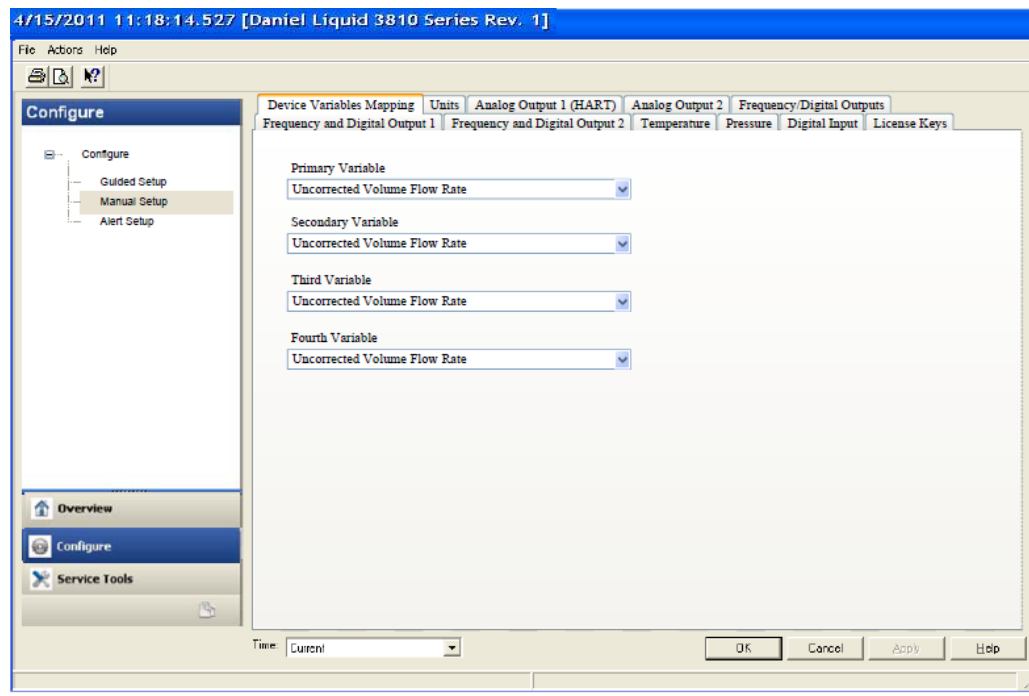 4/15/2011 11:18:14.527 [Daniel Liquid 3810 Series Rev. 1]
File Actions Help
Configure
Configure
Guided Setup
Manual Setup
Alert Setup
Overview
Configure
Service Tools
Device Variables Mapping Units Analog Output 1 (HART) Analog Output 2 Frequency/Digital Outputs
Frequency and Digital Output 1 Frequency and Digital Output 2 Temperature Pressure Digital Input License Keys
Primary Variable
Uncorrected Volume Flow Rate
Secondary Variable
Uncorrected Volume Flow Rate
Third Variable
Uncorrected Volume Flow Rate
Fourth Variable
Uncorrected Volume Flow Rate
Time: Current
OK Cancel Apply Help